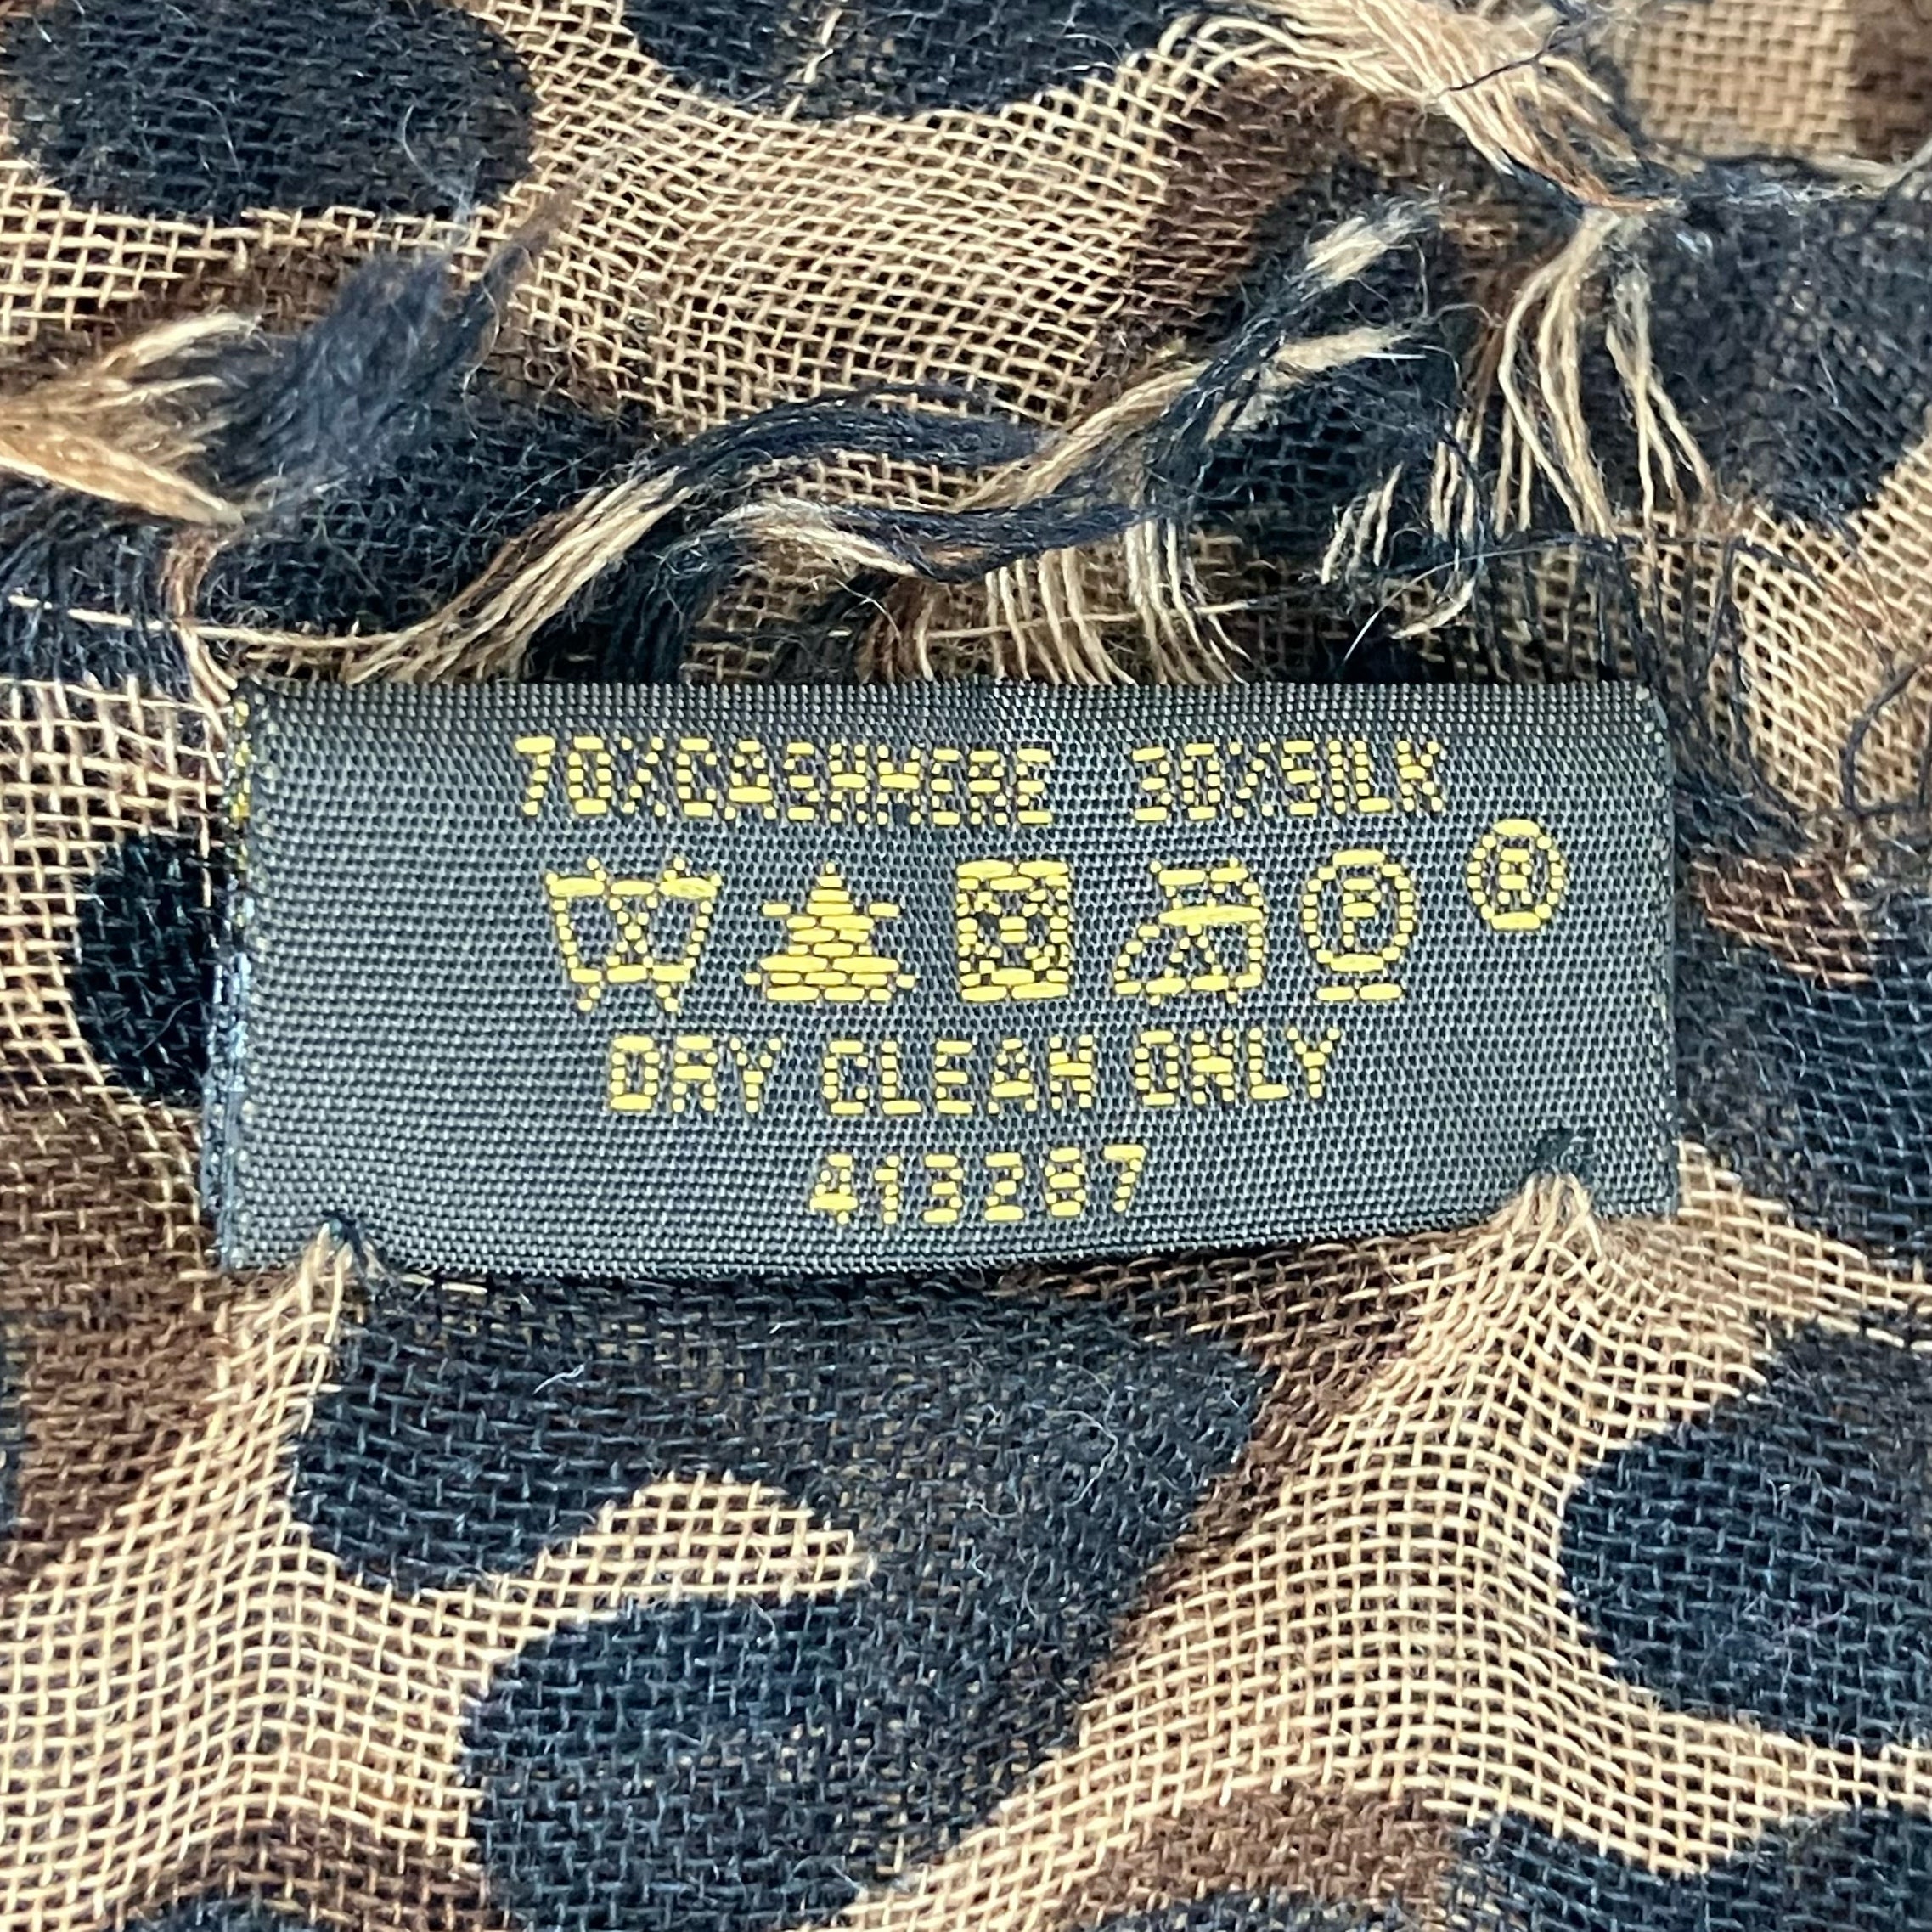 70%CASHMERE 30%SILK
P ®
DRY CLEAN ONLY
413287